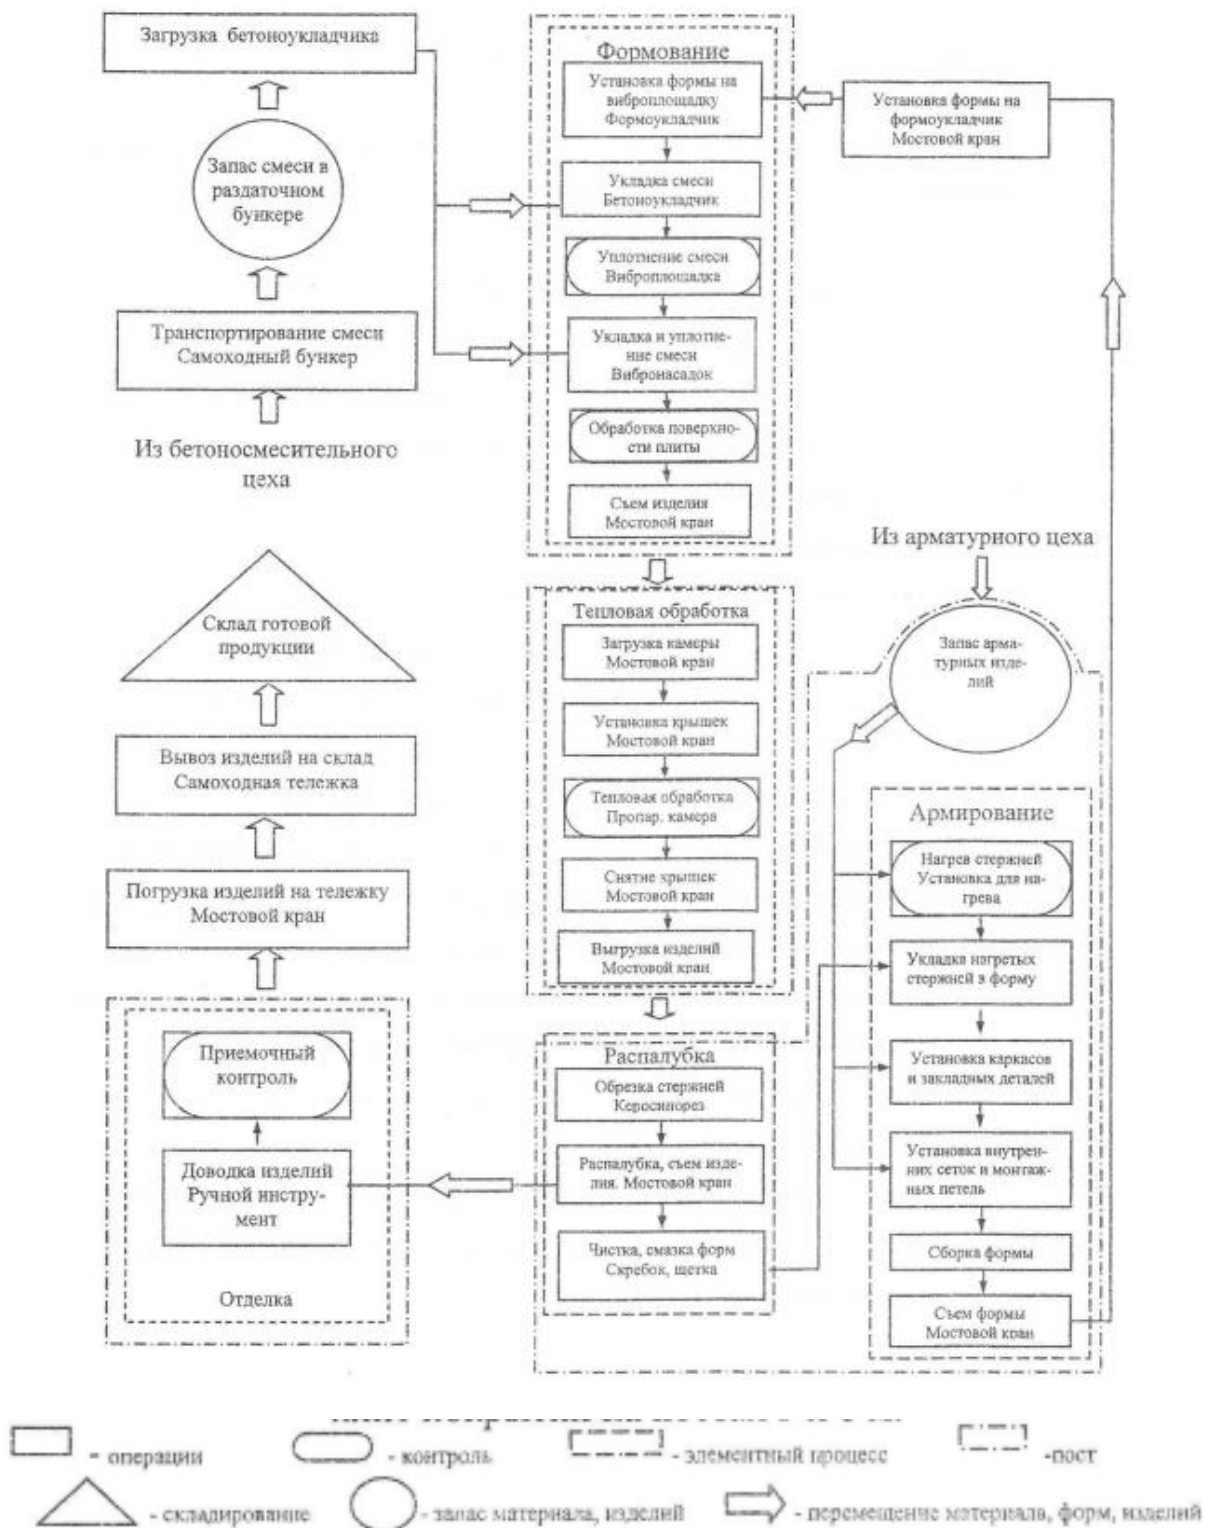 Загрузка бетоноукладчика
Запас смеси в
раздаточном
бункере
Транспортирование смеси
Самоходный бункер
Из бетоносмесительного
цеха
Формование
Установка формы на
виброплощадку
Формоукладчик
Укладка смеси
Бетоноукладчик
Уплотнение смеси
Виброплощадка
Укладка и уплотне-
ение смеси
Вибронасадок
Обработка поверхно-
сти плиты
Съем изделия
Мостовой кран
Установка формы на
формоукладчик
Мостовой кран
Из арматурного цеха
Запас арма-
турных изде-
лий
Склад готовой
продукции
Вывоз изделий на склад
Самоходная тележка
Погрузка изделий на тележку
Мостовой кран
Приемочный
контроль
Доводка изделий
Ручной инстру-
мент
Отделка
Тепловая обработка
Загрузка камеры
Мостовой кран
Установка крышек
Мостовой кран
Тепловая обработка
Пропар. камера
Снятие крышек
Мостовой кран
Выгрузка изделий
Мостовой кран
Распалубка
Обрезка стержней
Керосинорез
Распалубка, съем изде-
лия. Мостовой кран
Чистка, смазка форм
Скребок, щетка
Армирование
Нагрев стержней
Установка для на-
грева
Укладка нагретых
стержней в форму
Установка каркасов
и закладных деталей
Установка внутрен-
них сеток и монтаж-
ных петель
Сборка формы
Съем формы
Мостовой кран
- операции
- контроль
- элементный процесс
-пост
- складирование
- запас материала, изделий
- перемещение материала, форм, изделий